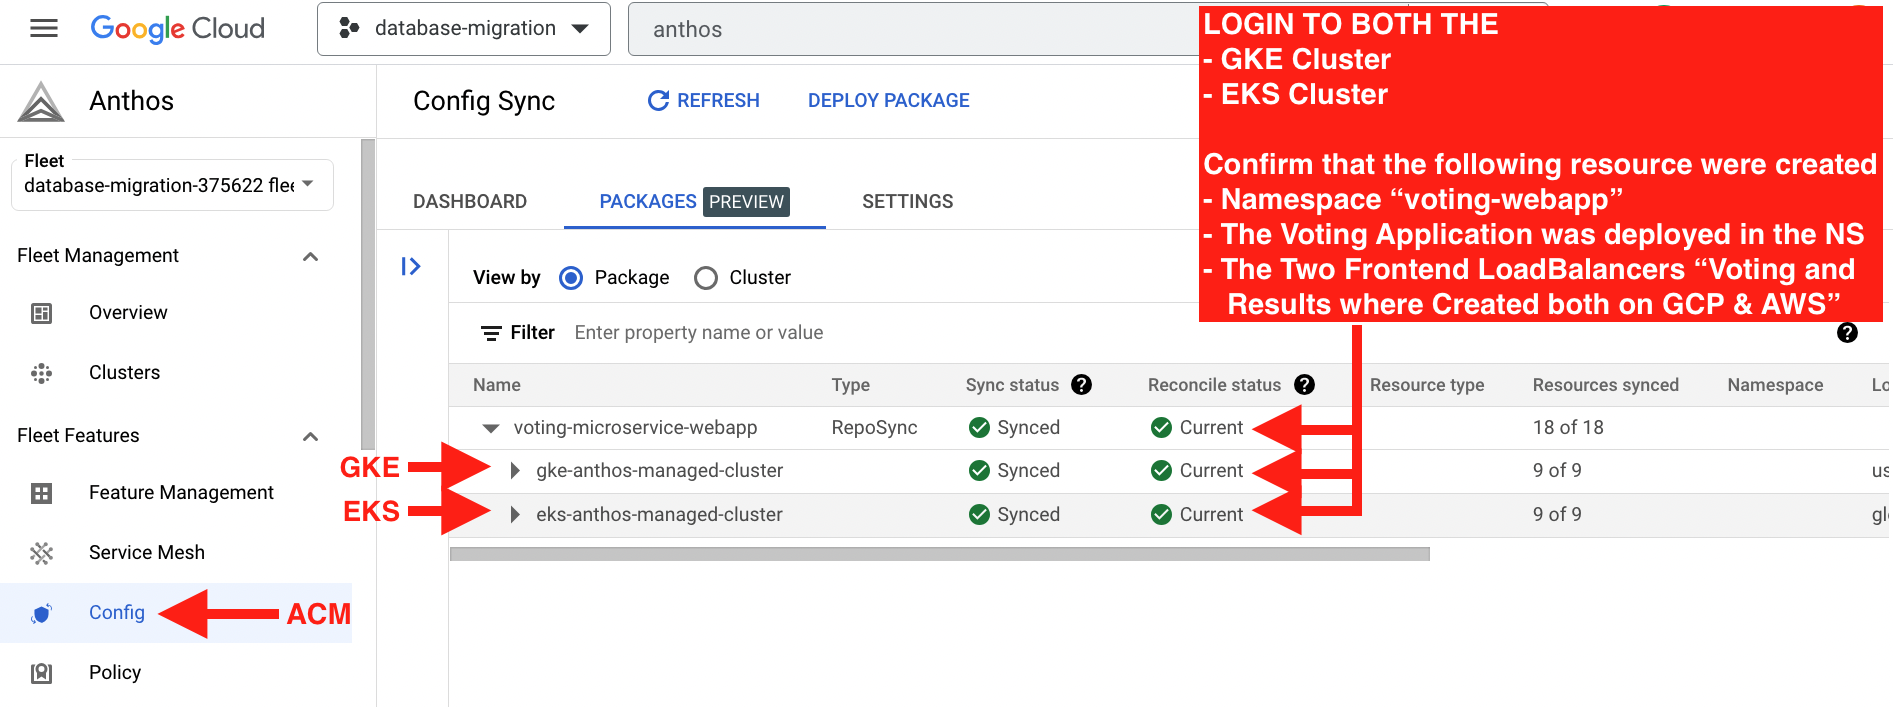 Google Cloud
database-migration
anthos
LOGIN TO BOTH THE
- GKE Cluster
- EKS Cluster
Confirm that the following resource were created
- Namespace “voting-webapp”
- The Voting Application was deployed in the NS
- The Two Frontend LoadBalancers “Voting and
Results where Created both on GCP & AWS”
Anthos
Fleet
database-migration-375622 flee
Fleet Management
Overview
Clusters
Fleet Features
Feature Management
Service Mesh
Config
ACM
Policy
Config Sync
REFRESH
DEPLOY PACKAGE
DASHBOARD
PACKAGES PREVIEW
SETTINGS
View by Package Cluster
Filter Enter property name or value
Name Type Sync status Reconcile status Resource type Resources synced Namespace Lo
voting-microservice-webapp RepoSync Synced Current 18 of 18
GKE gke-anthos-managed-cluster Synced Current 9 of 9 us
EKS eks-anthos-managed-cluster Synced Current 9 of 9 gl